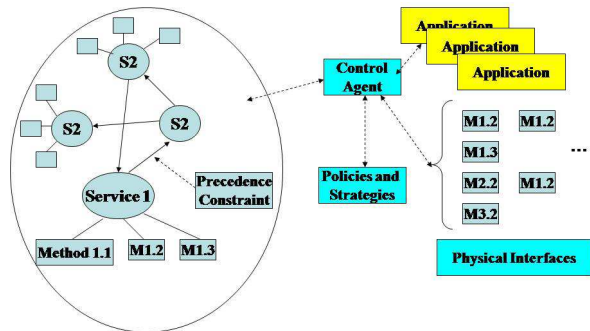 S2
S2
S2
Service 1
Precedence
Constraint
Method 1.1
M1.2
M1.3
Control
Agent
Policies and
Strategies
Application
Application
Application
M1.2 M1.2
M1.3 ...
M2.2 M1.2
M3.2
Physical Interfaces